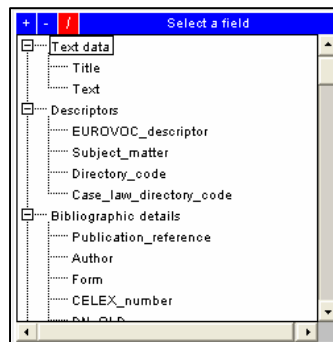 + - / Select a field
Text data
Title
Text
Descriptors
EUROVOC_descriptor
Subject_matter
Directory_code
Case_law_directory_code
Bibliographic details
Publication_reference
Author
Form
CELEX_number